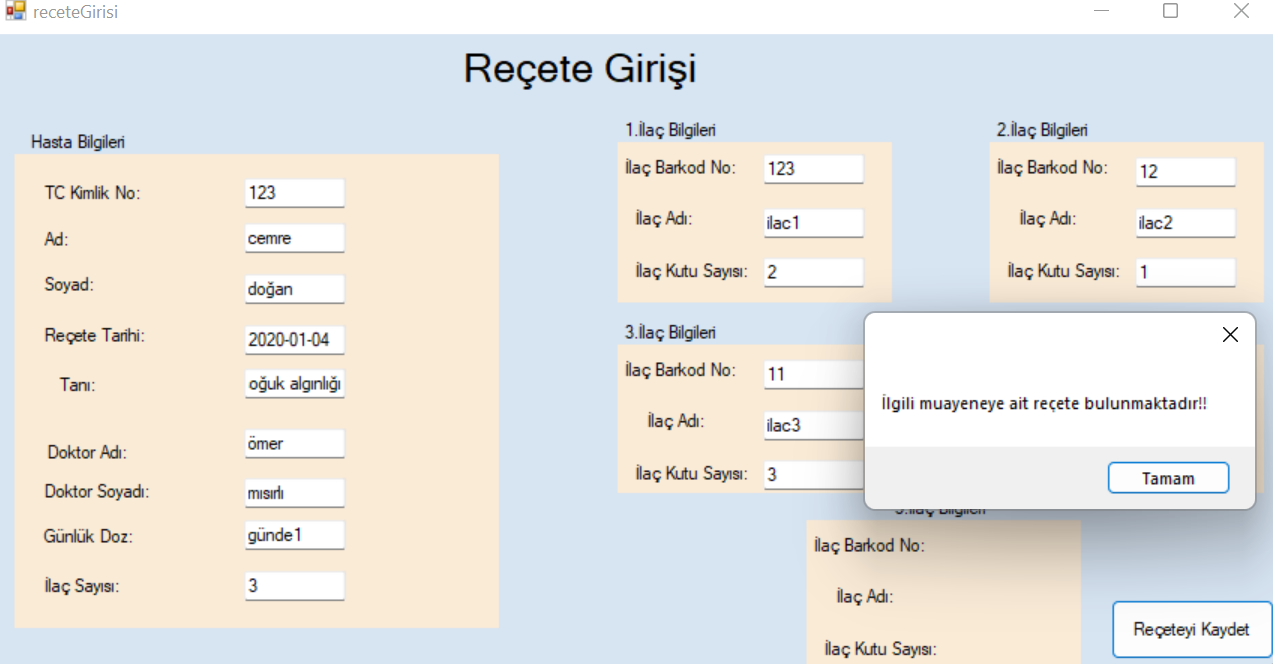 receteGirisi
Reçete Girişi
Hasta Bilgileri
TC Kimlik No: 123
Ad: cemre
Soyad: doğan
Reçete Tarihi: 2020-01-04
Tanı: oğuk algınlığı
Doktor Adı: ömer
Doktor Soyadı: mısırlı
Günlük Doz: günde1
İlaç Sayısı: 3
1.İlaç Bilgileri
İlaç Barkod No: 123
İlaç Adı: ilac1
İlaç Kutu Sayısı: 2
2.İlaç Bilgileri
İlaç Barkod No: 12
İlaç Adı: ilac2
İlaç Kutu Sayısı: 1
3.İlaç Bilgileri
İlaç Barkod No: 11
İlaç Adı: ilac3
İlaç Kutu Sayısı: 3
İlgili muayeneye ait reçete bulunmaktadır!!
Tamam
İlaç Barkod No:
İlaç Adı:
İlaç Kutu Sayısı:
Reçeteyi Kaydet